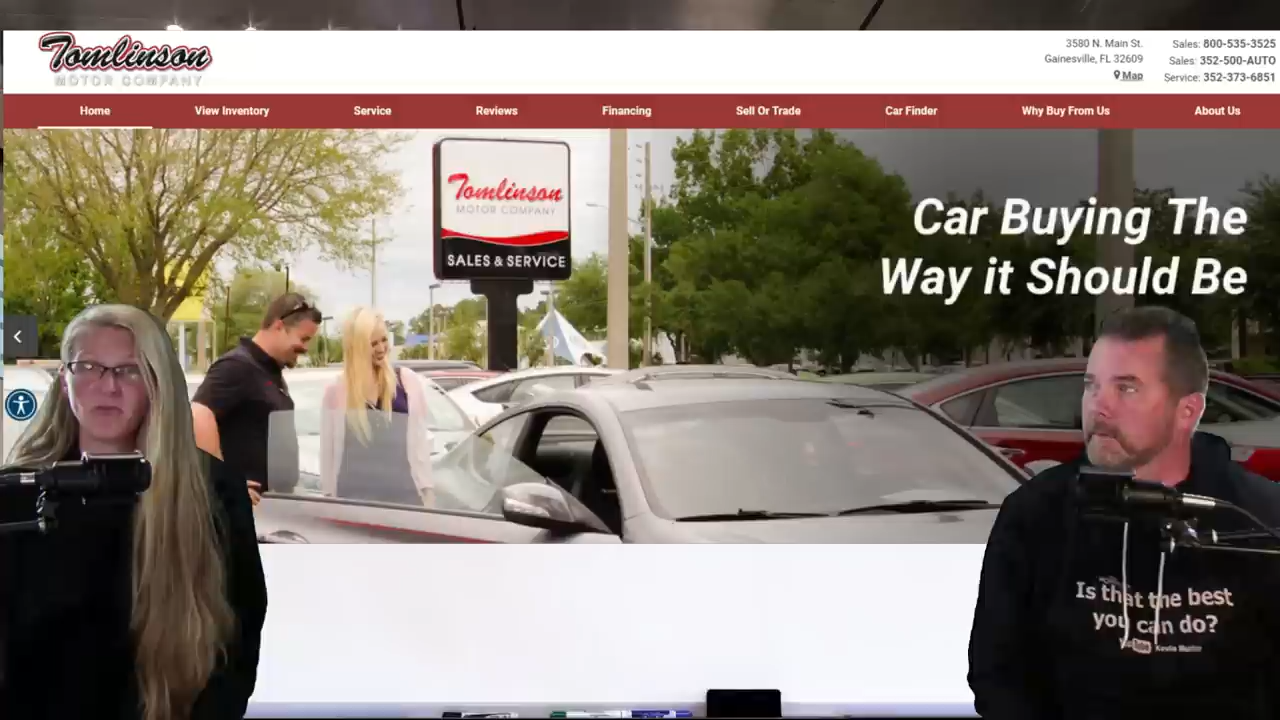 Tomlinson
MOTOR COMPANY
3580 N. Main St.
Gainesville, FL 32609
Map
Sales: 800-535-3525
Sales: 352-500-AUTO
Service: 352-373-6851
Home
View Inventory
Service
Reviews
Financing
Sell Or Trade
Car Finder
Why Buy From Us
About Us
Tomlinson
MOTOR COMPANY
SALES & SERVICE
Car Buying The
Way it Should Be
Is that the best
you can do?
YouTube Kevin Hunter